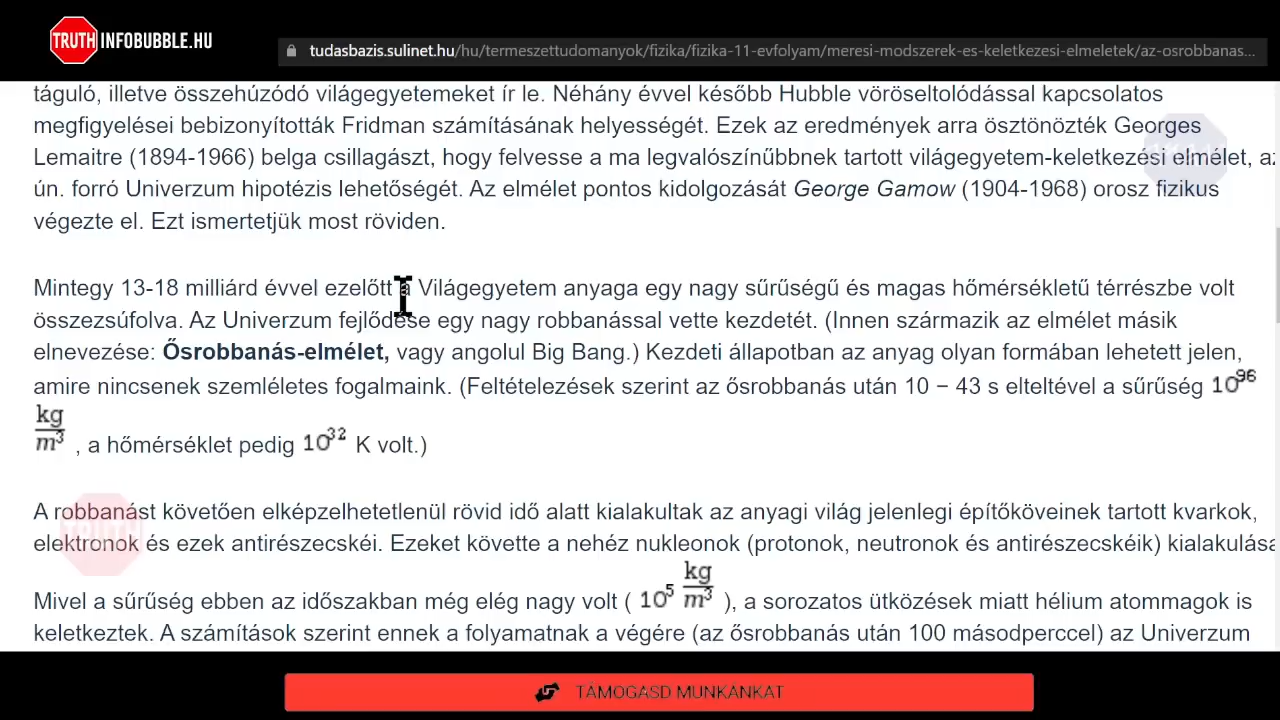 TRUTH INFOBUBBLE.HU
tudasbazis.sulinet.hu/hu/termeszettudomanyok/fizika/fizika-11-evfolyam/meresi-modszerek-es-keletkezesi-elmeletek/az-osrobbanas...
táguló, illetve összehúzódó világegyetemeket ír le. Néhány évvel később Hubble vöröseltolódással kapcsolatos
megfigyelései bebizonyították Fridman számításának helyességét. Ezek az eredmények arra ösztönözték Georges
Lemaitre (1894-1966) belga csillagászt, hogy felvesse a ma legvalószínűbbnek tartott világegyetem-keletkezési elmélet, az
ún. forró Univerzum hipotézis lehetőségét. Az elmélet pontos kidolgozását George Gamow (1904-1968) orosz fizikus
végezte el. Ezt ismertetjük most röviden.
Mintegy 13-18 milliárd évvel ezelőtt a Világegyetem anyaga egy nagy sűrűségű és magas hőmérsékletű térrészbe volt
összezsúfolva. Az Univerzum fejlődése egy nagy robbanással vette kezdetét. (Innen származik az elmélet másik
elnevezése: Ősrobbanás-elmélet, vagy angolul Big Bang.) Kezdeti állapotban az anyag olyan formában lehetett jelen,
amire nincsenek szemléletes fogalmaink. (Feltételezések szerint az ősrobbanás után 10 − 43 s elteltével a sűrűség 10^96
kg/m³ , a hőmérséklet pedig 10^32 K volt.)
A robbanást követően elképzelhetetlenül rövid idő alatt kialakultak az anyagi világ jelenlegi építőköveinek tartott kvarkok,
elektronok és ezek antirészecskéi. Ezeket követte a nehéz nukleonok (protonok, neutronok és antirészecskéik) kialakulása
Mivel a sűrűség ebben az időszakban még elég nagy volt ( 10^5 kg/m³ ), a sorozatos ütközések miatt hélium atommagok is
keletkeztek. A számítások szerint ennek a folyamatnak a végére (az ősrobbanás után 100 másodperccel) az Univerzum
TRUTH
TÁMOGASD MUNKÁNKAT